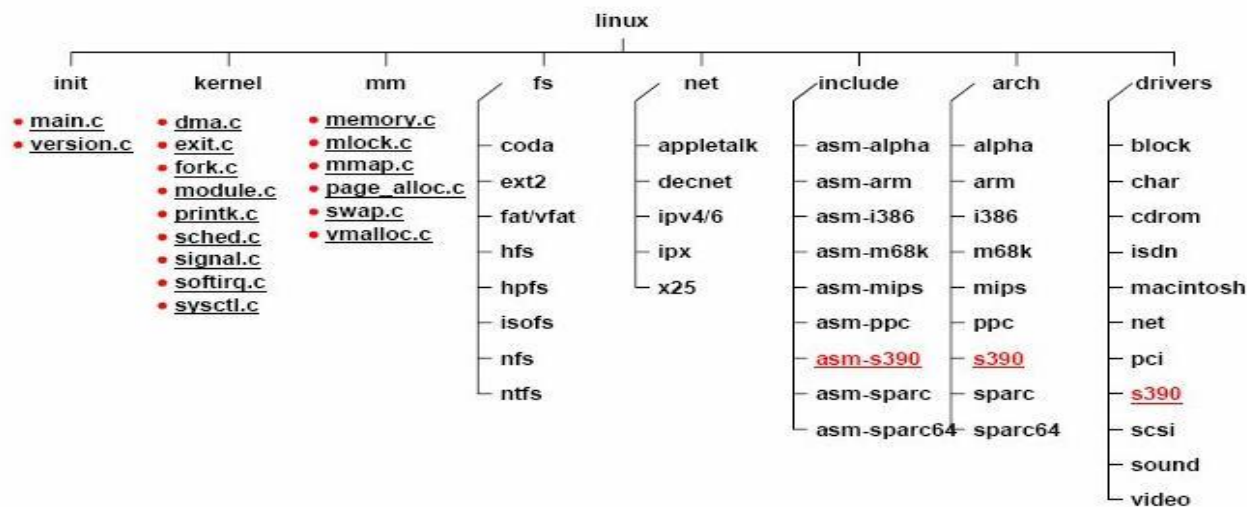 linux
init
kernel
mm
fs
net
include
arch
drivers
main.c
version.c
dma.c
exit.c
fork.c
module.c
printk.c
sched.c
signal.c
softirq.c
sysctl.c
memory.c
mlock.c
mmap.c
page_alloc.c
swap.c
vmalloc.c
coda
ext2
fat/vfat
hfs
hpfs
isofs
nfs
ntfs
appletalk
decnet
ipv4/6
ipx
x25
asm-alpha
asm-arm
asm-i386
asm-m68k
asm-mips
asm-ppc
asm-s390
asm-sparc
asm-sparc64
alpha
arm
i386
m68k
mips
ppc
s390
sparc
sparc64
block
char
cdrom
isdn
macintosh
net
pci
s390
scsi
sound
video